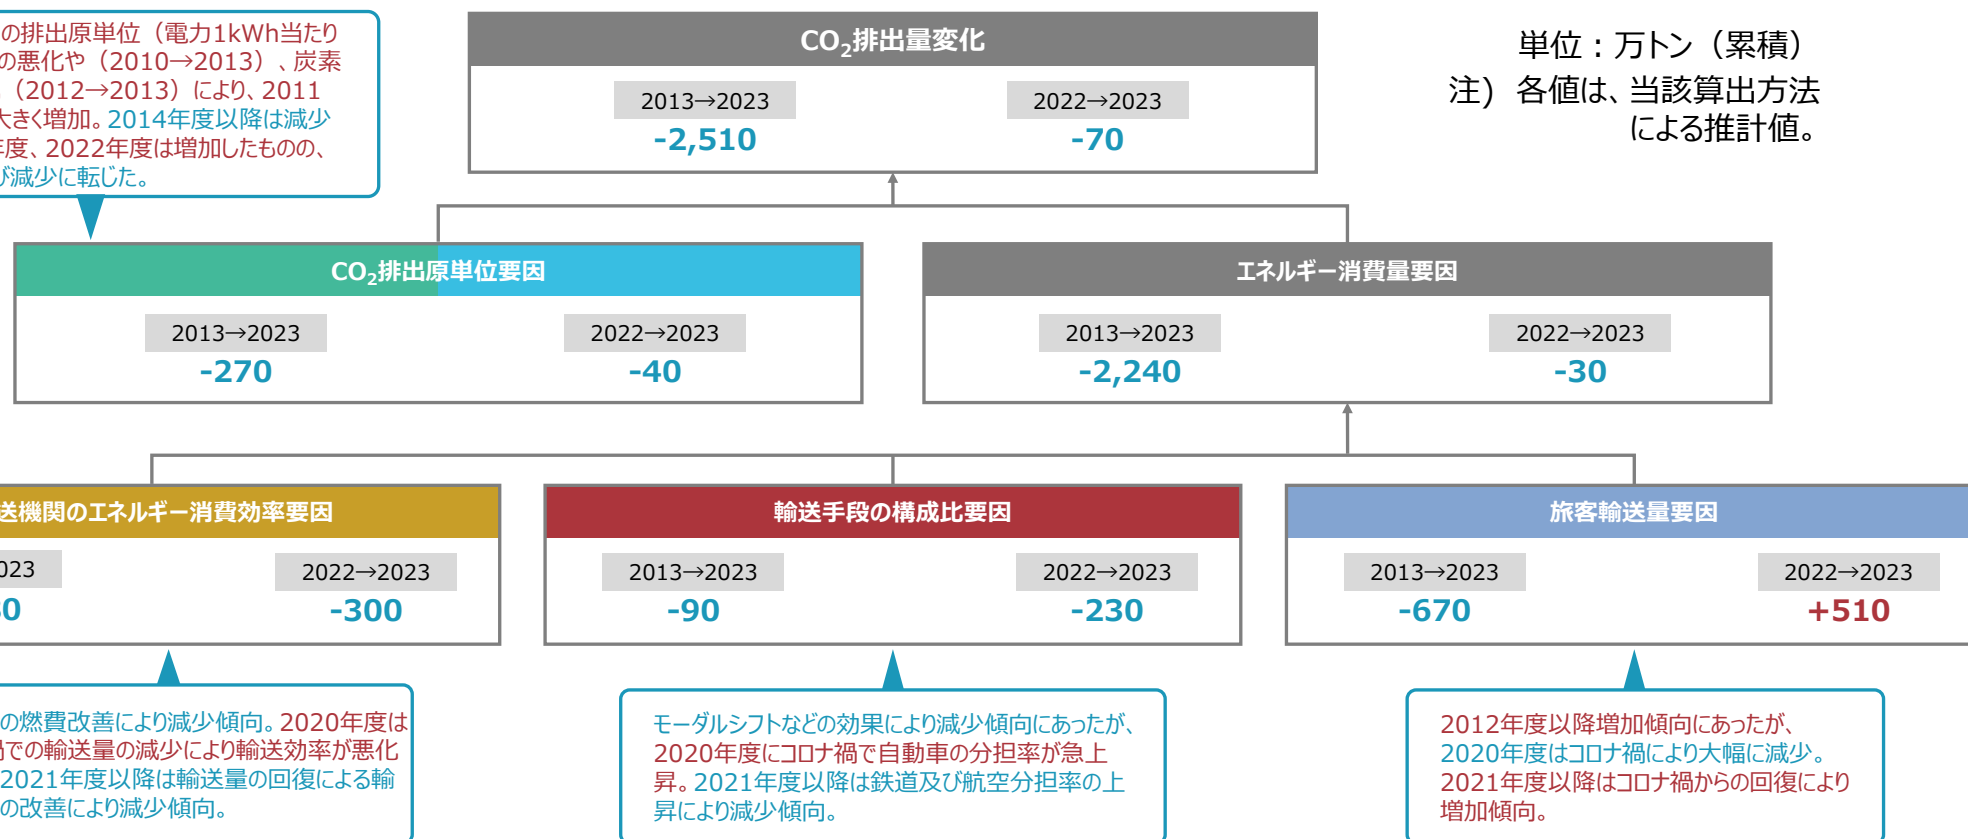 の排出原単位（電力1kWh当たり
の悪化や（2010→2013）、炭素
（2012→2013）により、2011
大きく増加。2014年度以降は減少
年度、2022年度は増加したものの、
び減少に転じた。
CO₂排出量変化
2013→2023 2022→2023
-2,510 -70
単位：万トン（累積）
注）各値は、当該算出方法
による推計値。
CO₂排出原単位要因
2013→2023 2022→2023
-270 -40
エネルギー消費量要因
2013→2023 2022→2023
-2,240 -30
送機関のエネルギー消費効率要因
023 2022→2023
0 -300
輸送手段の構成比要因
2013→2023 2022→2023
-90 -230
旅客輸送量要因
2013→2023 2022→2023
-670 +510
の燃費改善により減少傾向。2020年度は
での輸送量の減少により輸送効率が悪化
2021年度以降は輸送量の回復による輸
の改善により減少傾向。
モーダルシフトなどの効果により減少傾向にあったが、
2020年度にコロナ禍で自動車の分担率が急上
昇。2021年度以降は鉄道及び航空分担率の上
昇により減少傾向。
2012年度以降増加傾向にあったが、
2020年度はコロナ禍により大幅に減少。
2021年度以降はコロナ禍からの回復により
増加傾向。